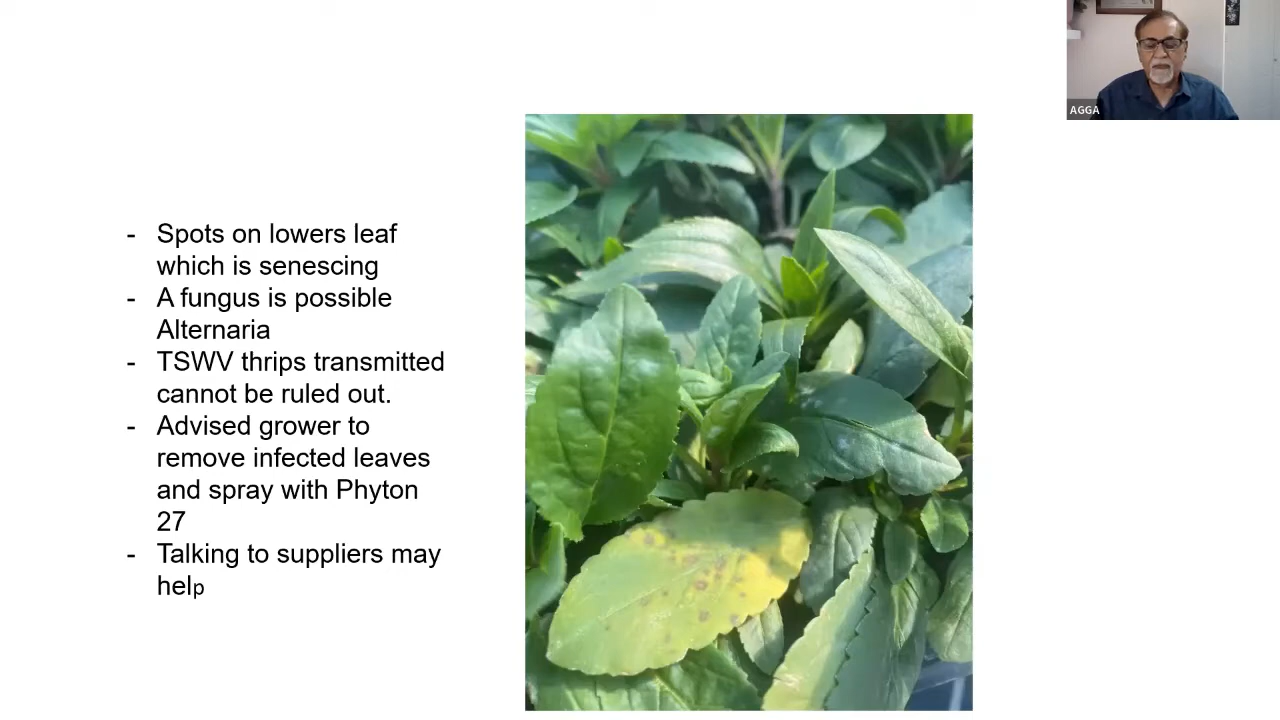 - Spots on lowers leaf
which is senescing
- A fungus is possible
Alternaria
- TSWV thrips transmitted
cannot be ruled out.
- Advised grower to
remove infected leaves
and spray with Phyton
27
- Talking to suppliers may
help
AGGA